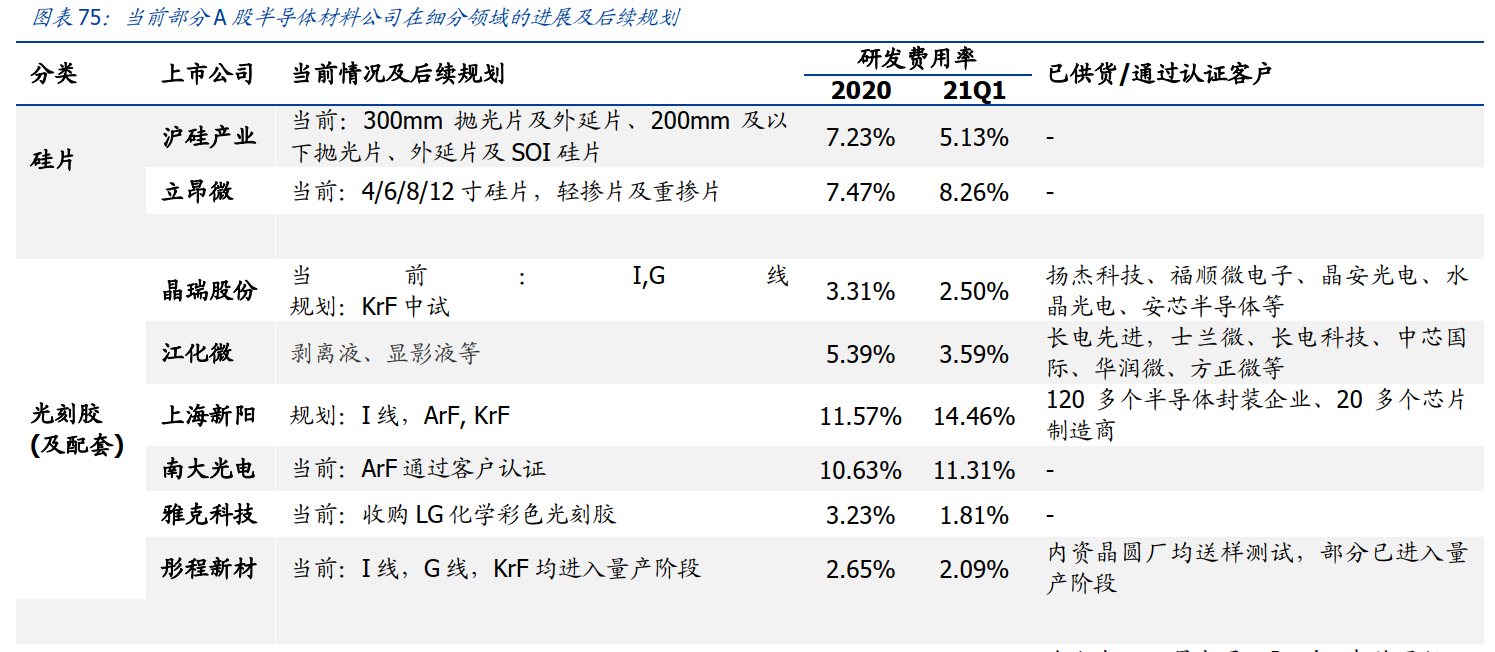 图表75：当前部分A股半导体材料公司在细分领域的进展及后续规划
分类 上市公司 当前情况及后续规划 研发费用率 已供货/通过认证客户
2020 21Q1
硅片
沪硅产业 当前：300mm 抛光片及外延片、200mm 及以
下抛光片、外延片及 SOI 硅片 7.23% 5.13% -
立昂微 当前：4/6/8/12 寸硅片，轻掺片及重掺片 7.47% 8.26% -
光刻胶
(及配套)
晶瑞股份 当前：I,G 线
规划：KrF 中试 3.31% 2.50% 扬杰科技、福顺微电子、晶安光电、水
晶光电、安芯半导体等
江化微 剥离液、显影液等 5.39% 3.59% 长电先进，士兰微、长电科技、中芯国
际、华润微、方正微等
上海新阳 规划：I 线，ArF, KrF 11.57% 14.46% 120 多个半导体封装企业、20 多个芯片
制造商
南大光电 当前：ArF 通过客户认证 10.63% 11.31% -
雅克科技 当前：收购 LG 化学彩色光刻胶 3.23% 1.81% -
彤程新材 当前：I 线，G 线，KrF 均进入量产阶段 2.65% 2.09% 内资晶圆厂均送样测试，部分已进入量
产阶段